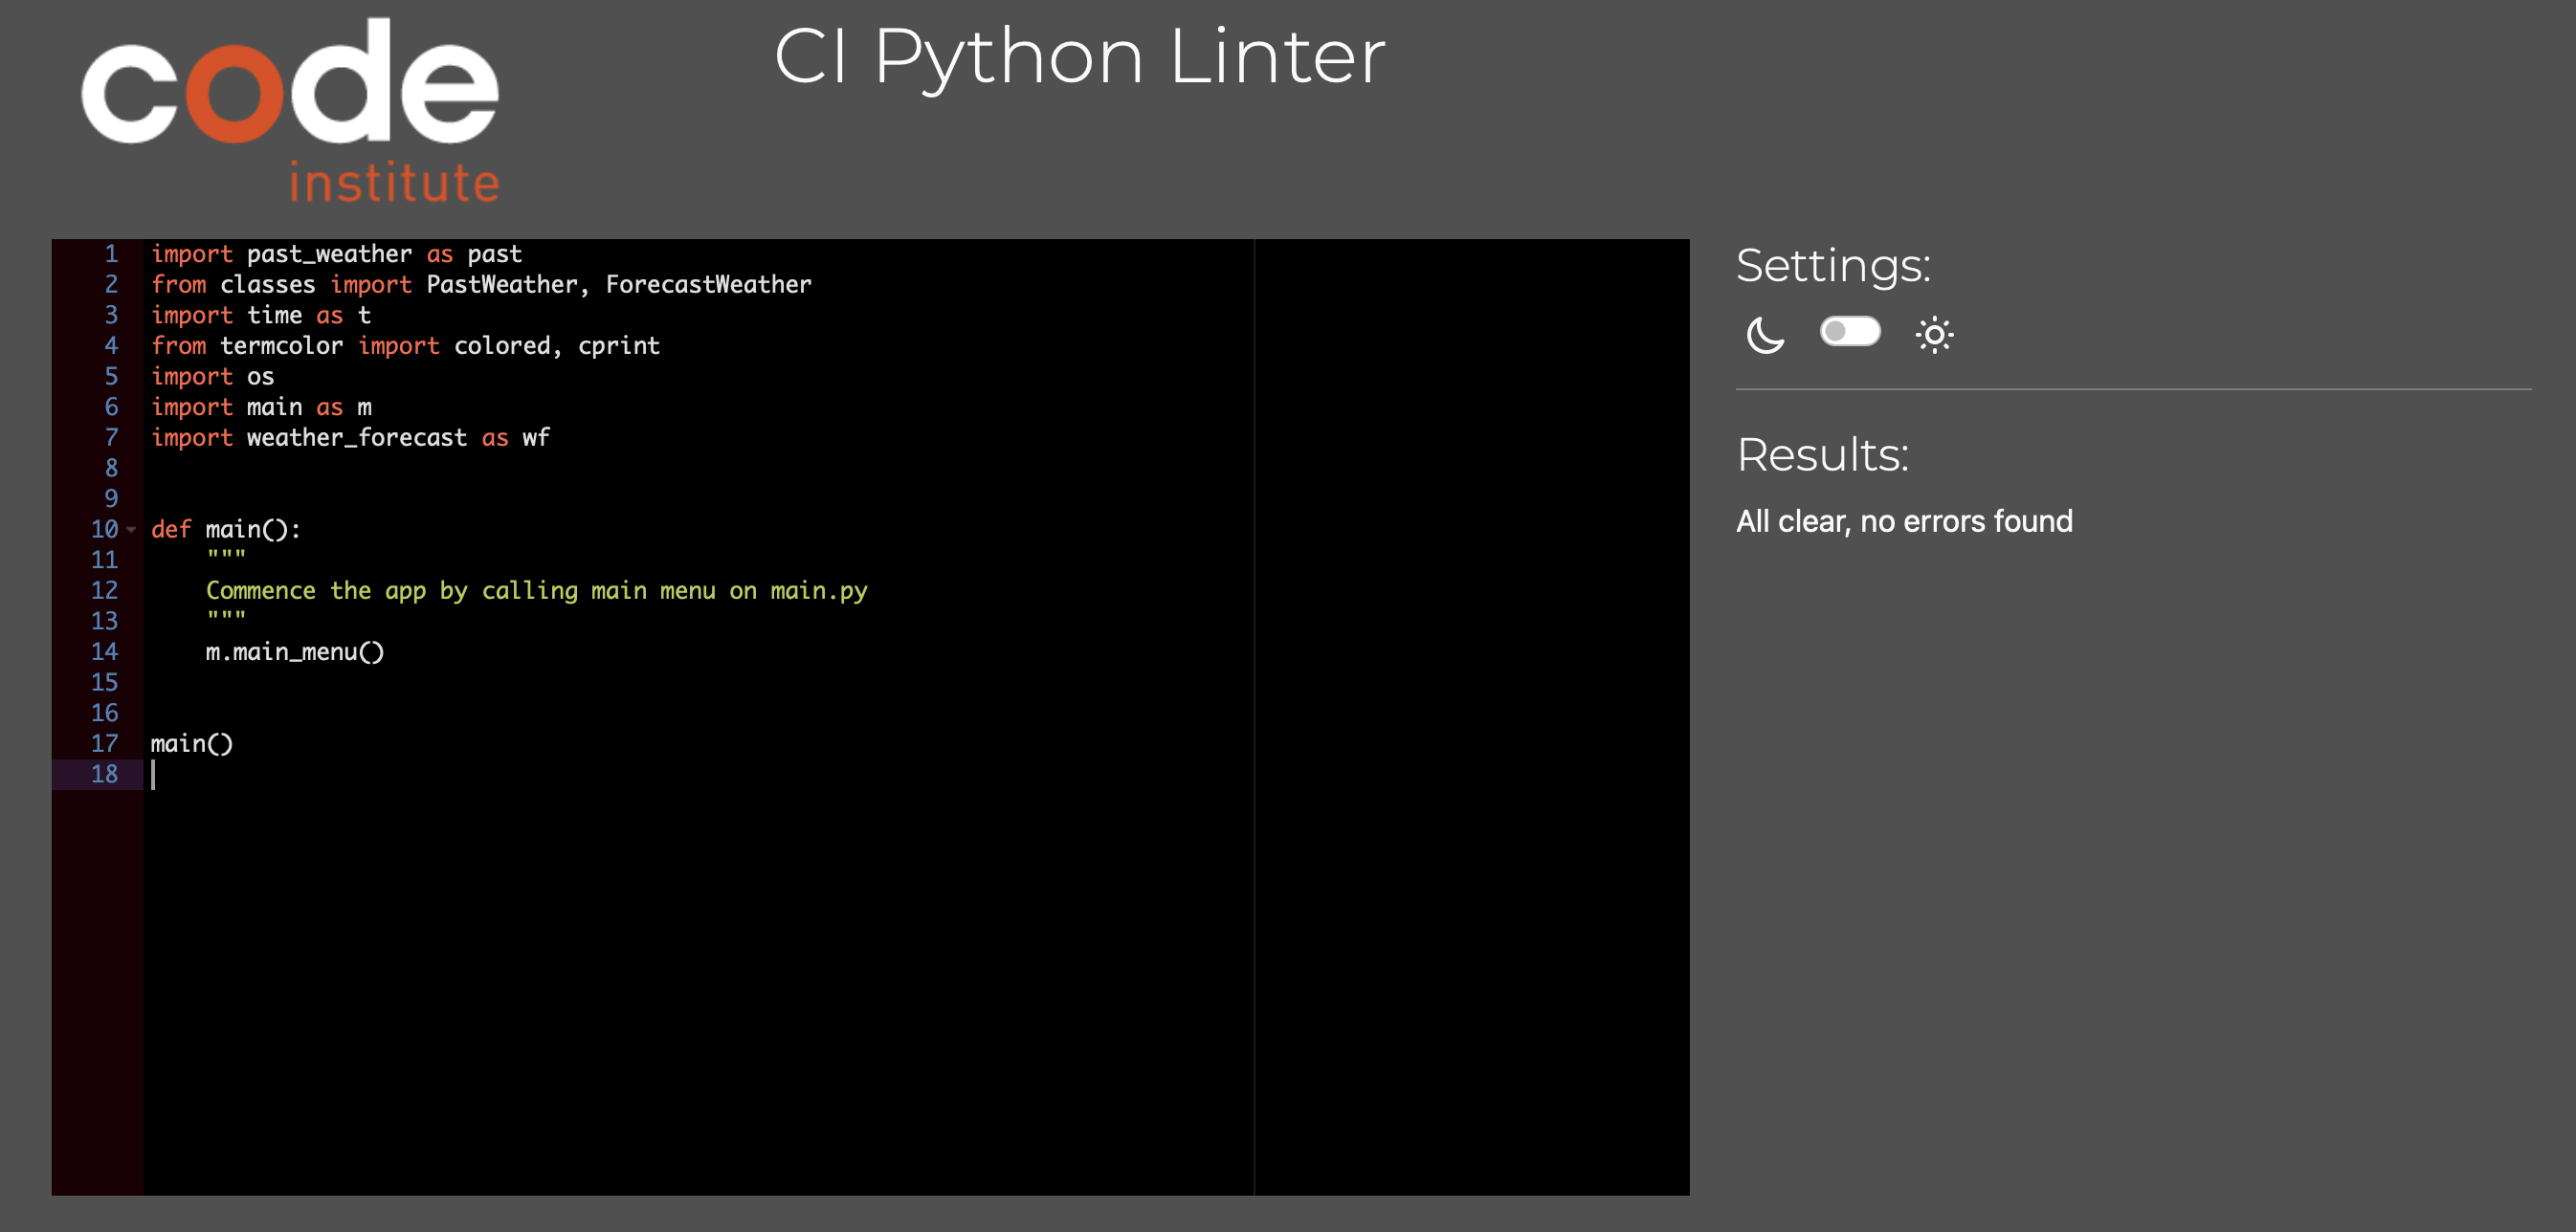 code
institute
CI Python Linter
1 import past_weather as past
2 from classes import PastWeather, ForecastWeather
3 import time as t
4 from termcolor import colored, cprint
5 import os
6 import main as m
7 import weather_forecast as wf
8
9
10 def main():
11     """
12     Commence the app by calling main menu on main.py
13     """
14     m.main_menu()
15
16
17 main()
18
Settings:
Results:
All clear, no errors found